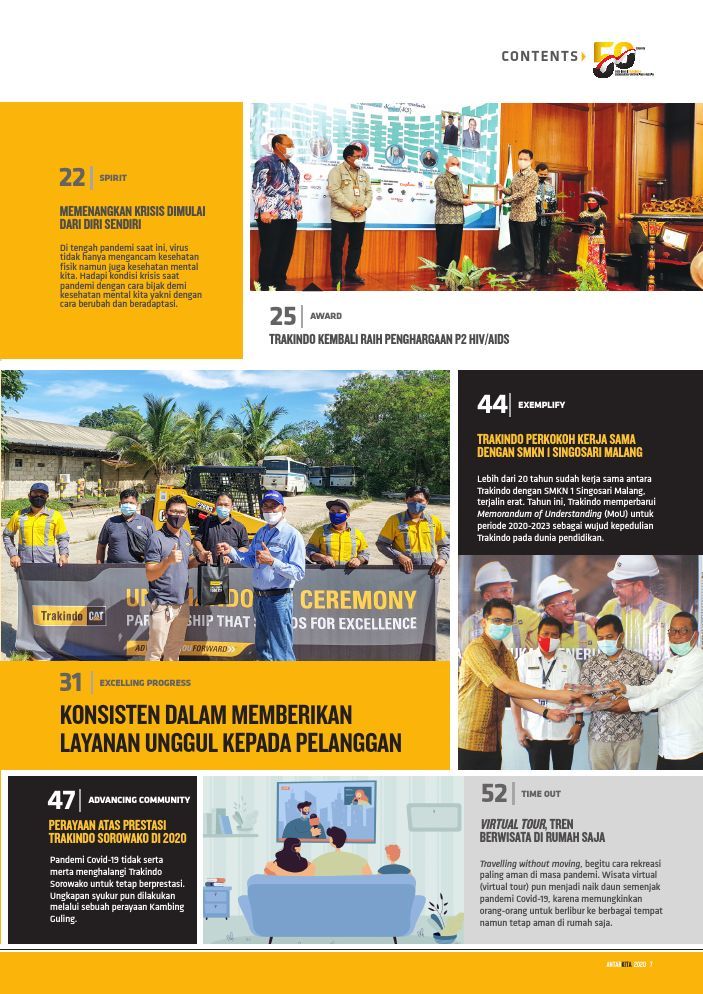 CONTENTS
50
22 SPIRIT
MEMENANGKAN KRISIS DIMULAI
DARI DIRI SENDIRI
Di tengah pandemi saat ini, virus
tidak hanya mengancam kesehatan
fisik namun juga kesehatan mental
kita. Hadapi kondisi krisis saat
pandemi dengan cara bijak demi
kesehatan mental kita yakni dengan
cara berubah dan beradaptasi.
25 AWARD
TRAKINDO KEMBALI RAIH PENGHARGAAN P2 HIV/AIDS
44 EXEMPLIFY
TRAKINDO PERKOKOH KERJA SAMA
DENGAN SMKN 1 SINGOSARI MALANG
Lebih dari 20 tahun sudah kerja sama antara
Trakindo dengan SMKN 1 Singosari Malang,
terjalin erat. Tahun ini, Trakindo memperbarui
Memorandum of Understanding (MoU) untuk
periode 2020-2023 sebagai wujud kepedulian
Trakindo pada dunia pendidikan.
Trakindo CAT
CEREMONY
FOR EXCELLENCE
FORWARD
31 EXCELLING PROGRESS
KONSISTEN DALAM MEMBERIKAN
LAYANAN UNGGUL KEPADA PELANGGAN
47 ADVANCING COMMUNITY
PERAYAAN ATAS PRESTASI
TRAKINDO SOROWAKO DI 2020
Pandemi Covid-19 tidak serta
merta menghalangi Trakindo
Sorowako untuk tetap berprestasi.
Ungkapan syukur pun dilakukan
melalui sebuah perayaan Kambing
Guling.
52 TIME OUT
VIRTUAL TOUR, TREN
BERWISATA DI RUMAH SAJA
Travelling without moving, begitu cara rekreasi
paling aman di masa pandemi. Wisata virtual
(virtual tour) pun menjadi naik daun semenjak
pandemi Covid-19, karena memungkinkan
orang-orang untuk berlibur ke berbagai tempat
namun tetap aman di rumah saja.
ANTARKITA 2020 7